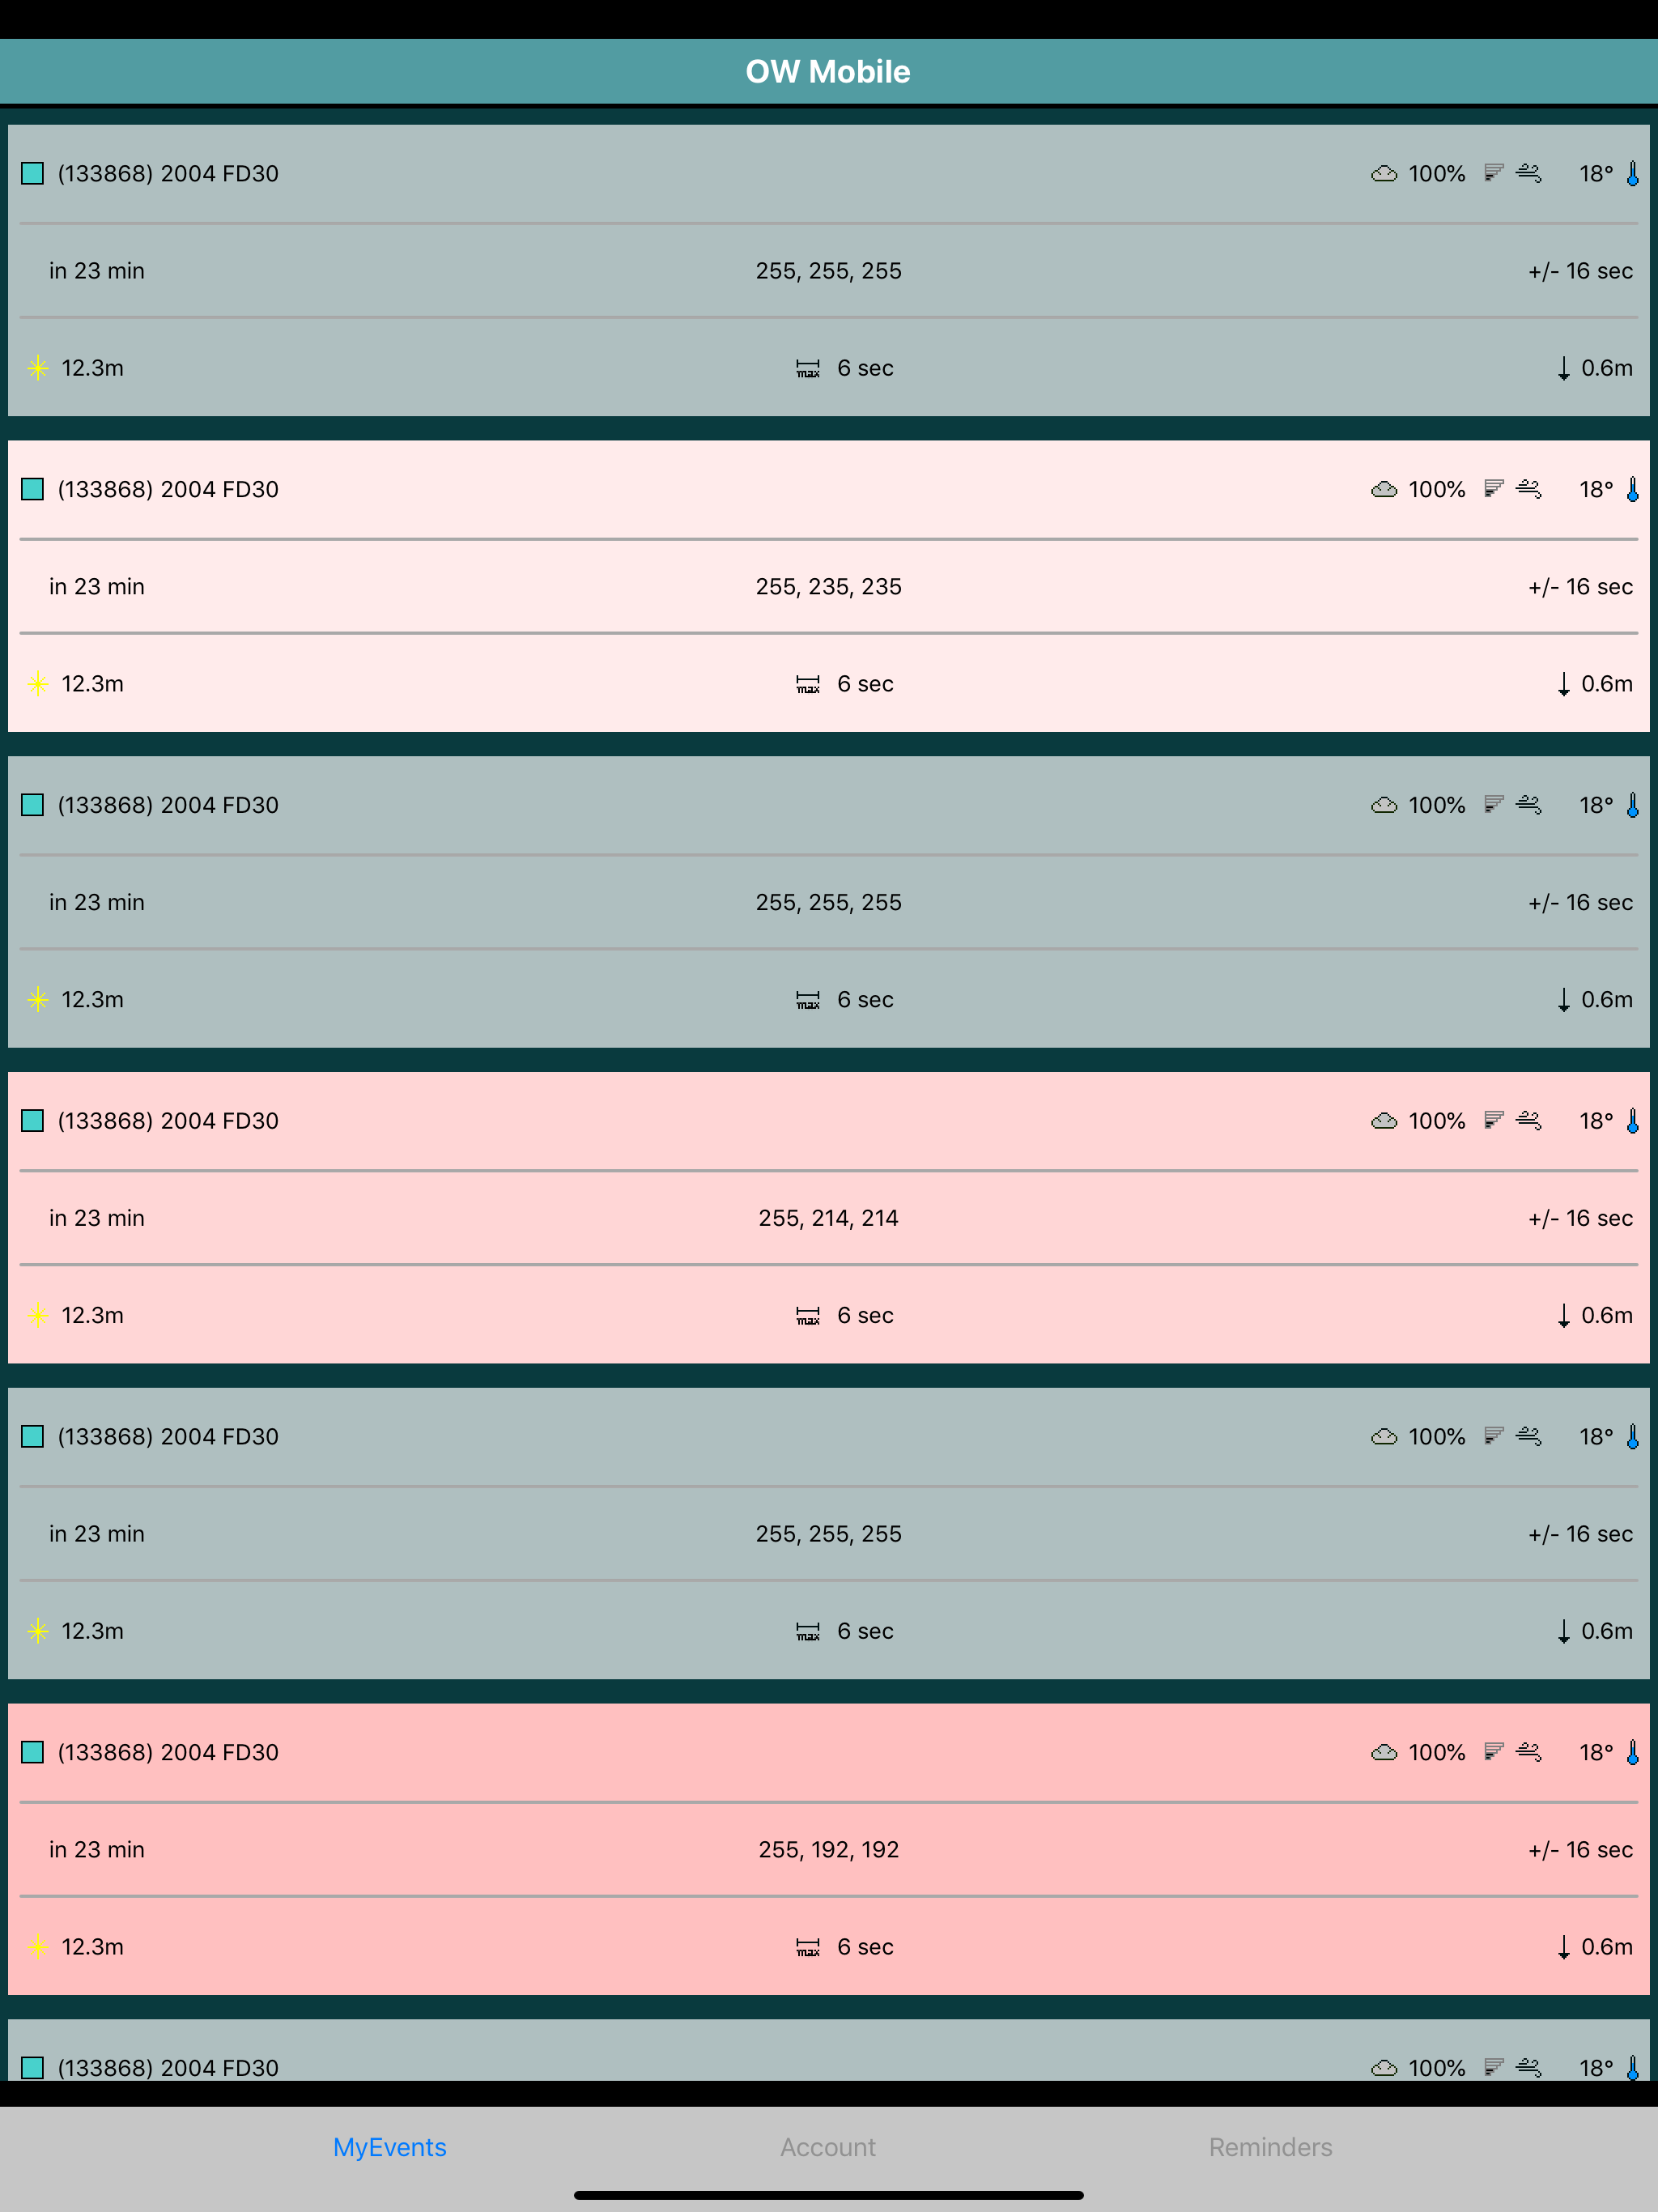 OW Mobile
(133868) 2004 FD30 100% 18°
in 23 min 255, 255, 255 +/- 16 sec
12.3m max 6 sec 0.6m
(133868) 2004 FD30 100% 18°
in 23 min 255, 235, 235 +/- 16 sec
12.3m max 6 sec 0.6m
(133868) 2004 FD30 100% 18°
in 23 min 255, 255, 255 +/- 16 sec
12.3m max 6 sec 0.6m
(133868) 2004 FD30 100% 18°
in 23 min 255, 214, 214 +/- 16 sec
12.3m max 6 sec 0.6m
(133868) 2004 FD30 100% 18°
in 23 min 255, 255, 255 +/- 16 sec
12.3m max 6 sec 0.6m
(133868) 2004 FD30 100% 18°
in 23 min 255, 192, 192 +/- 16 sec
12.3m max 6 sec 0.6m
(133868) 2004 FD30 100% 18°
MyEvents Account Reminders